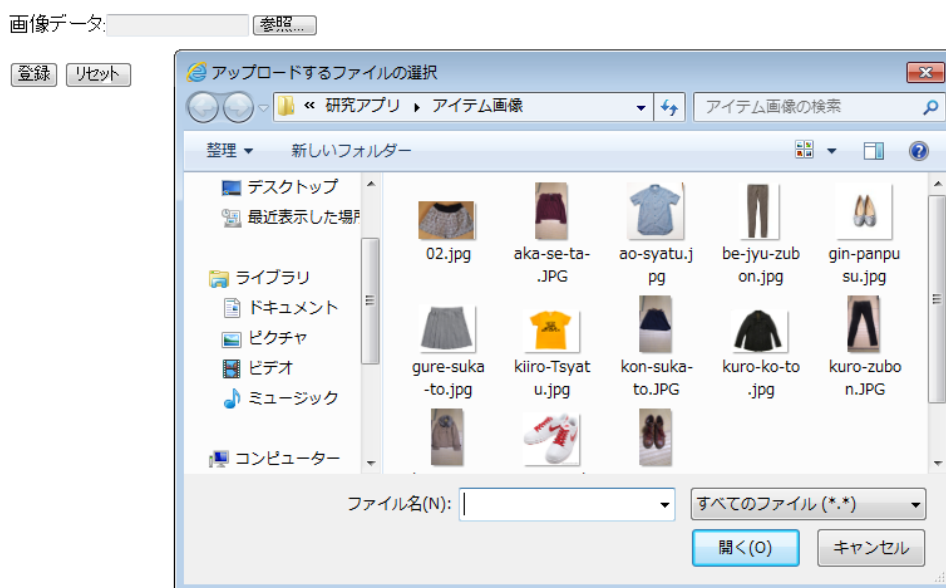 画像データ: 参照...
登録 リセット
アップロードするファイルの選択
« 研究アプリ ▸ アイテム画像
アイテム画像の検索
整理 ▼ 新しいフォルダー
デスクトップ
最近表示した場所
ライブラリ
ドキュメント
ピクチャ
ビデオ
ミュージック
コンピューター
02.jpg
aka-se-ta-
.JPG
ao-syatu.j
pg
be-jyu-zub
on.jpg
gin-panpu
su.jpg
gure-suka
-to.jpg
kiiro-Tsyat
u.jpg
kon-suka-
to.JPG
kuro-ko-to
.jpg
kuro-zubo
n.JPG
ファイル名(N):
すべてのファイル (*.*)
開く(O)
キャンセル